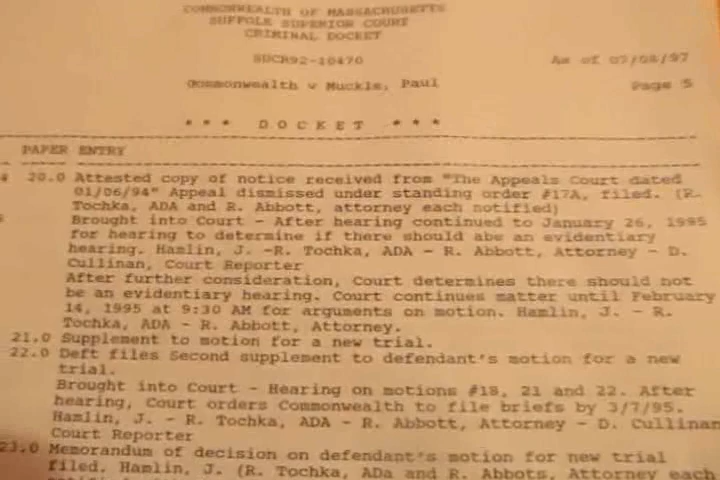 COMMONWEALTH OF MASSACHUSETTS
SUFFOLK SUPERIOR COURT
CRIMINAL DOCKET
SUCR92-10470
As of 07/08/97
Commonwealth v Muckle, Paul
Page 5
* * * D O C K E T * * *
PAPER ENTRY
4 20.0 Attested copy of notice received from "The Appeals Court dated
01/06/94" Appeal dismissed under standing order #17A, filed. (R.
Tochka, ADA and R. Abbott, attorney each notified)
Brought into Court - After hearing continued to January 26, 1995
for hearing to determine if there should abe an evidentiary
hearing. Hamlin, J. -R. Tochka, ADA - R. Abbott, Attorney - D.
Cullinan, Court Reporter
After further consideration, Court determines there should not
be an evidentiary hearing. Court continues matter until February
14, 1995 at 9:30 AM for arguments on motion. Hamlin, J. - R.
Tochka, ADA - R. Abbott, Attorney.
21.0 Supplement to motion for a new trial.
22.0 Deft files Second supplement to defendant's motion for a new
trial.
Brought into Court - Hearing on motions #18, 21 and 22. After
hearing, Court orders Commonwealth to file briefs by 3/7/95.
Hamlin, J. - R. Tochka, ADA - R. Abbott, Attorney - D. Cullinan
Court Reporter
23.0 Memorandum of decision on defendant's motion for new trial
filed. Hamlin, J. (R. Tochka, ADa and R. Abbots, Attorney each